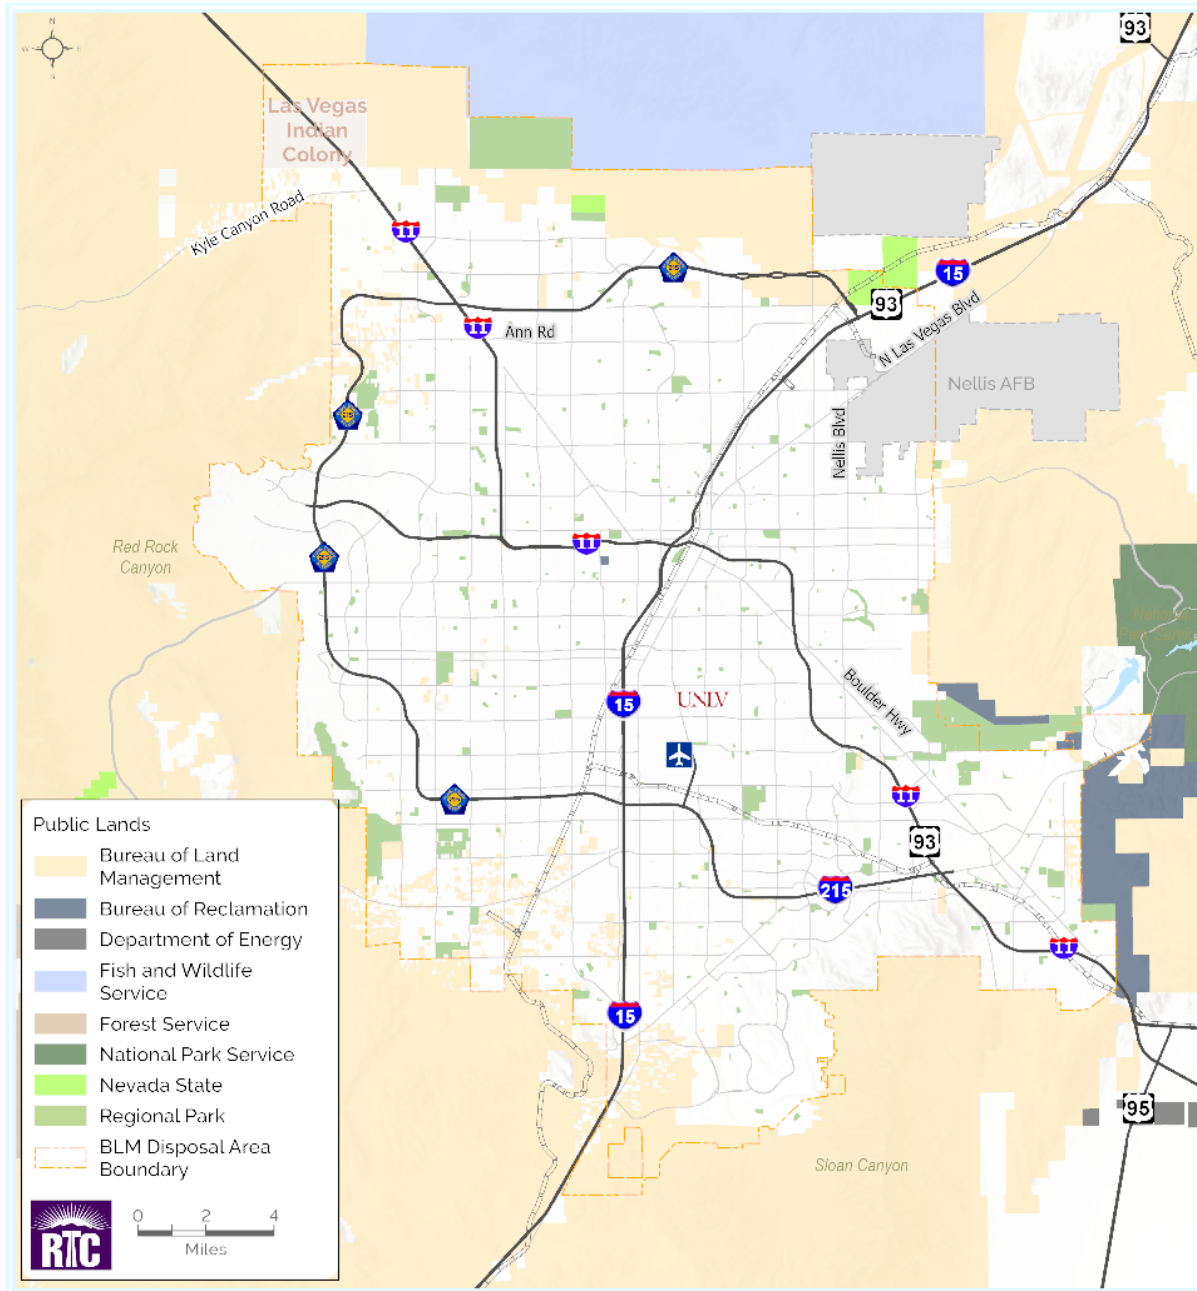 N
W
E
S
93
Las Vegas
Indian
Colony
Kyle Canyon Road
11
15
93
11
Ann Rd
N Las Vegas Blvd
Nellis AFB
Nellis Blvd
Red Rock
Canyon
11
National
Park Service
15
UNLV
Boulder Hwy
11
93
215
11
15
95
Sloan Canyon
Public Lands
Bureau of Land
Management
Bureau of Reclamation
Department of Energy
Fish and Wildlife
Service
Forest Service
National Park Service
Nevada State
Regional Park
BLM Disposal Area
Boundary
RTC
0 2 4
Miles